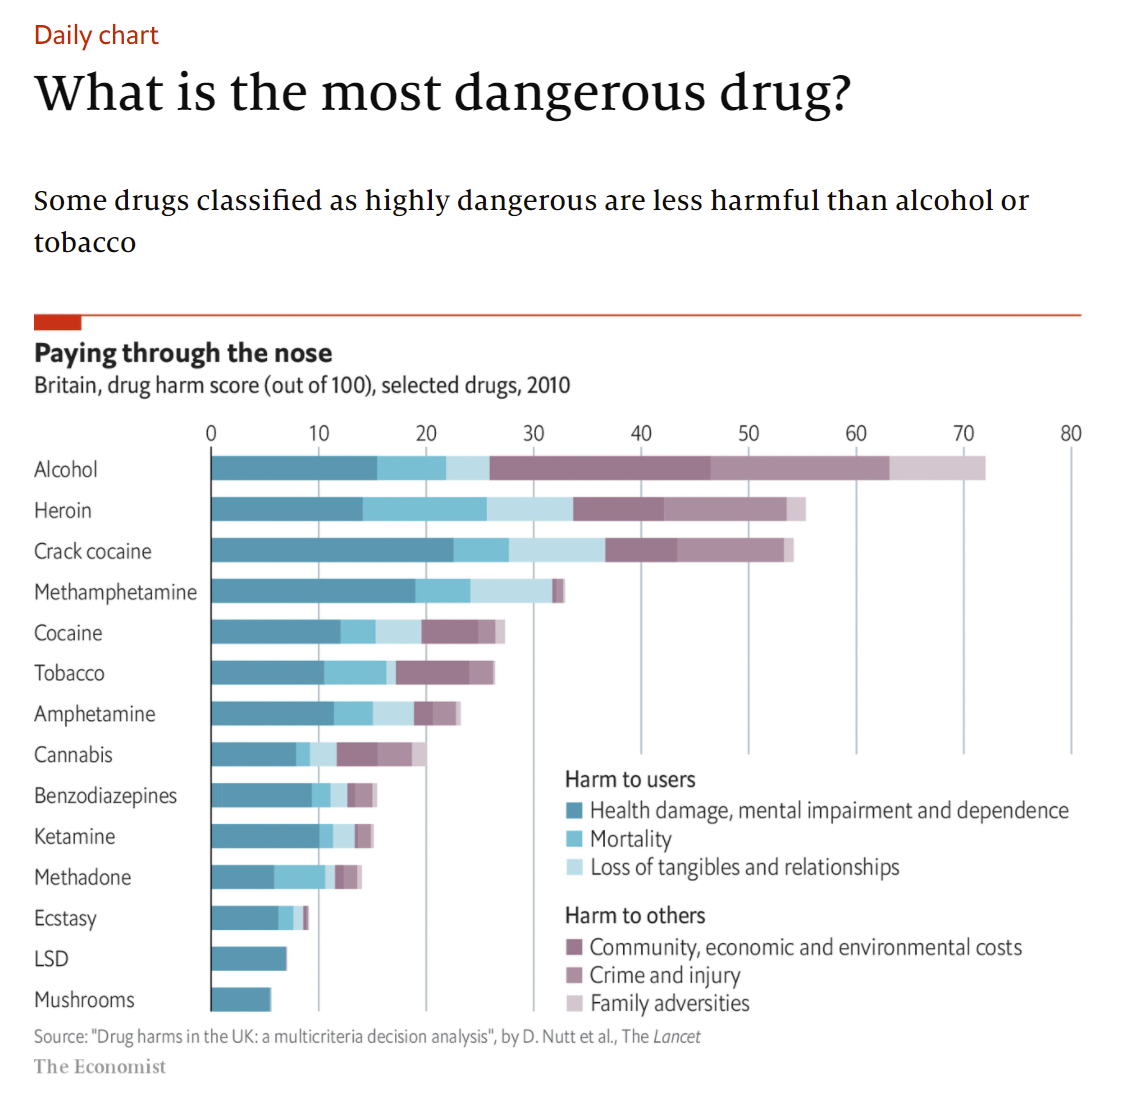 Daily chart
What is the most dangerous drug?
Some drugs classified as highly dangerous are less harmful than alcohol or
tobacco
Paying through the nose
Britain, drug harm score (out of 100), selected drugs, 2010
0 10 20 30 40 50 60 70 80
Alcohol
Heroin
Crack cocaine
Methamphetamine
Cocaine
Tobacco
Amphetamine
Cannabis
Benzodiazepines
Ketamine
Methadone
Ecstasy
LSD
Mushrooms
Harm to users
Health damage, mental impairment and dependence
Mortality
Loss of tangibles and relationships
Harm to others
Community, economic and environmental costs
Crime and injury
Family adversities
Source: "Drug harms in the UK: a multicriteria decision analysis", by D. Nutt et al., The Lancet
The Economist